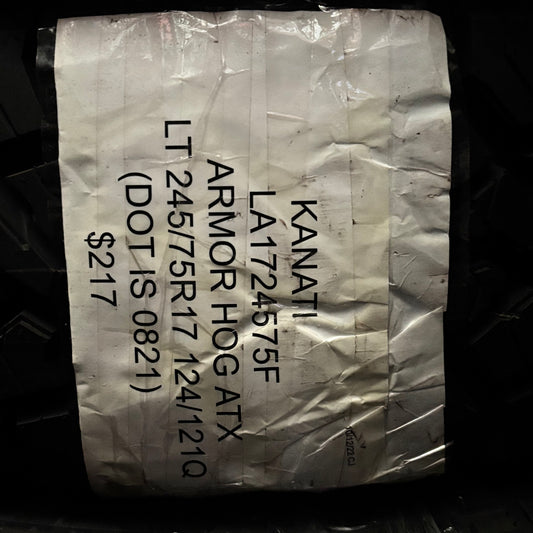 KANATI
LA1724575F
ARMOR HOG ATX
LT 245/75R17 124/121Q
(DOT IS 0821)
$217